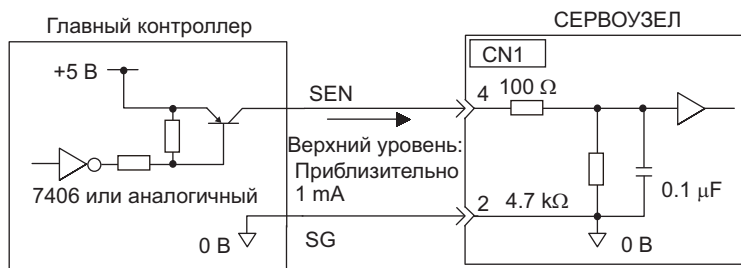 Главный контроллер
СЕРВОУЗЕЛ
+5 В
CN1
SEN
4
100 Ω
Верхний уровень:
Приблизительно
1 mA
7406 или аналогичный
0.1 µF
2
4.7 kΩ
0 В
SG
0 В